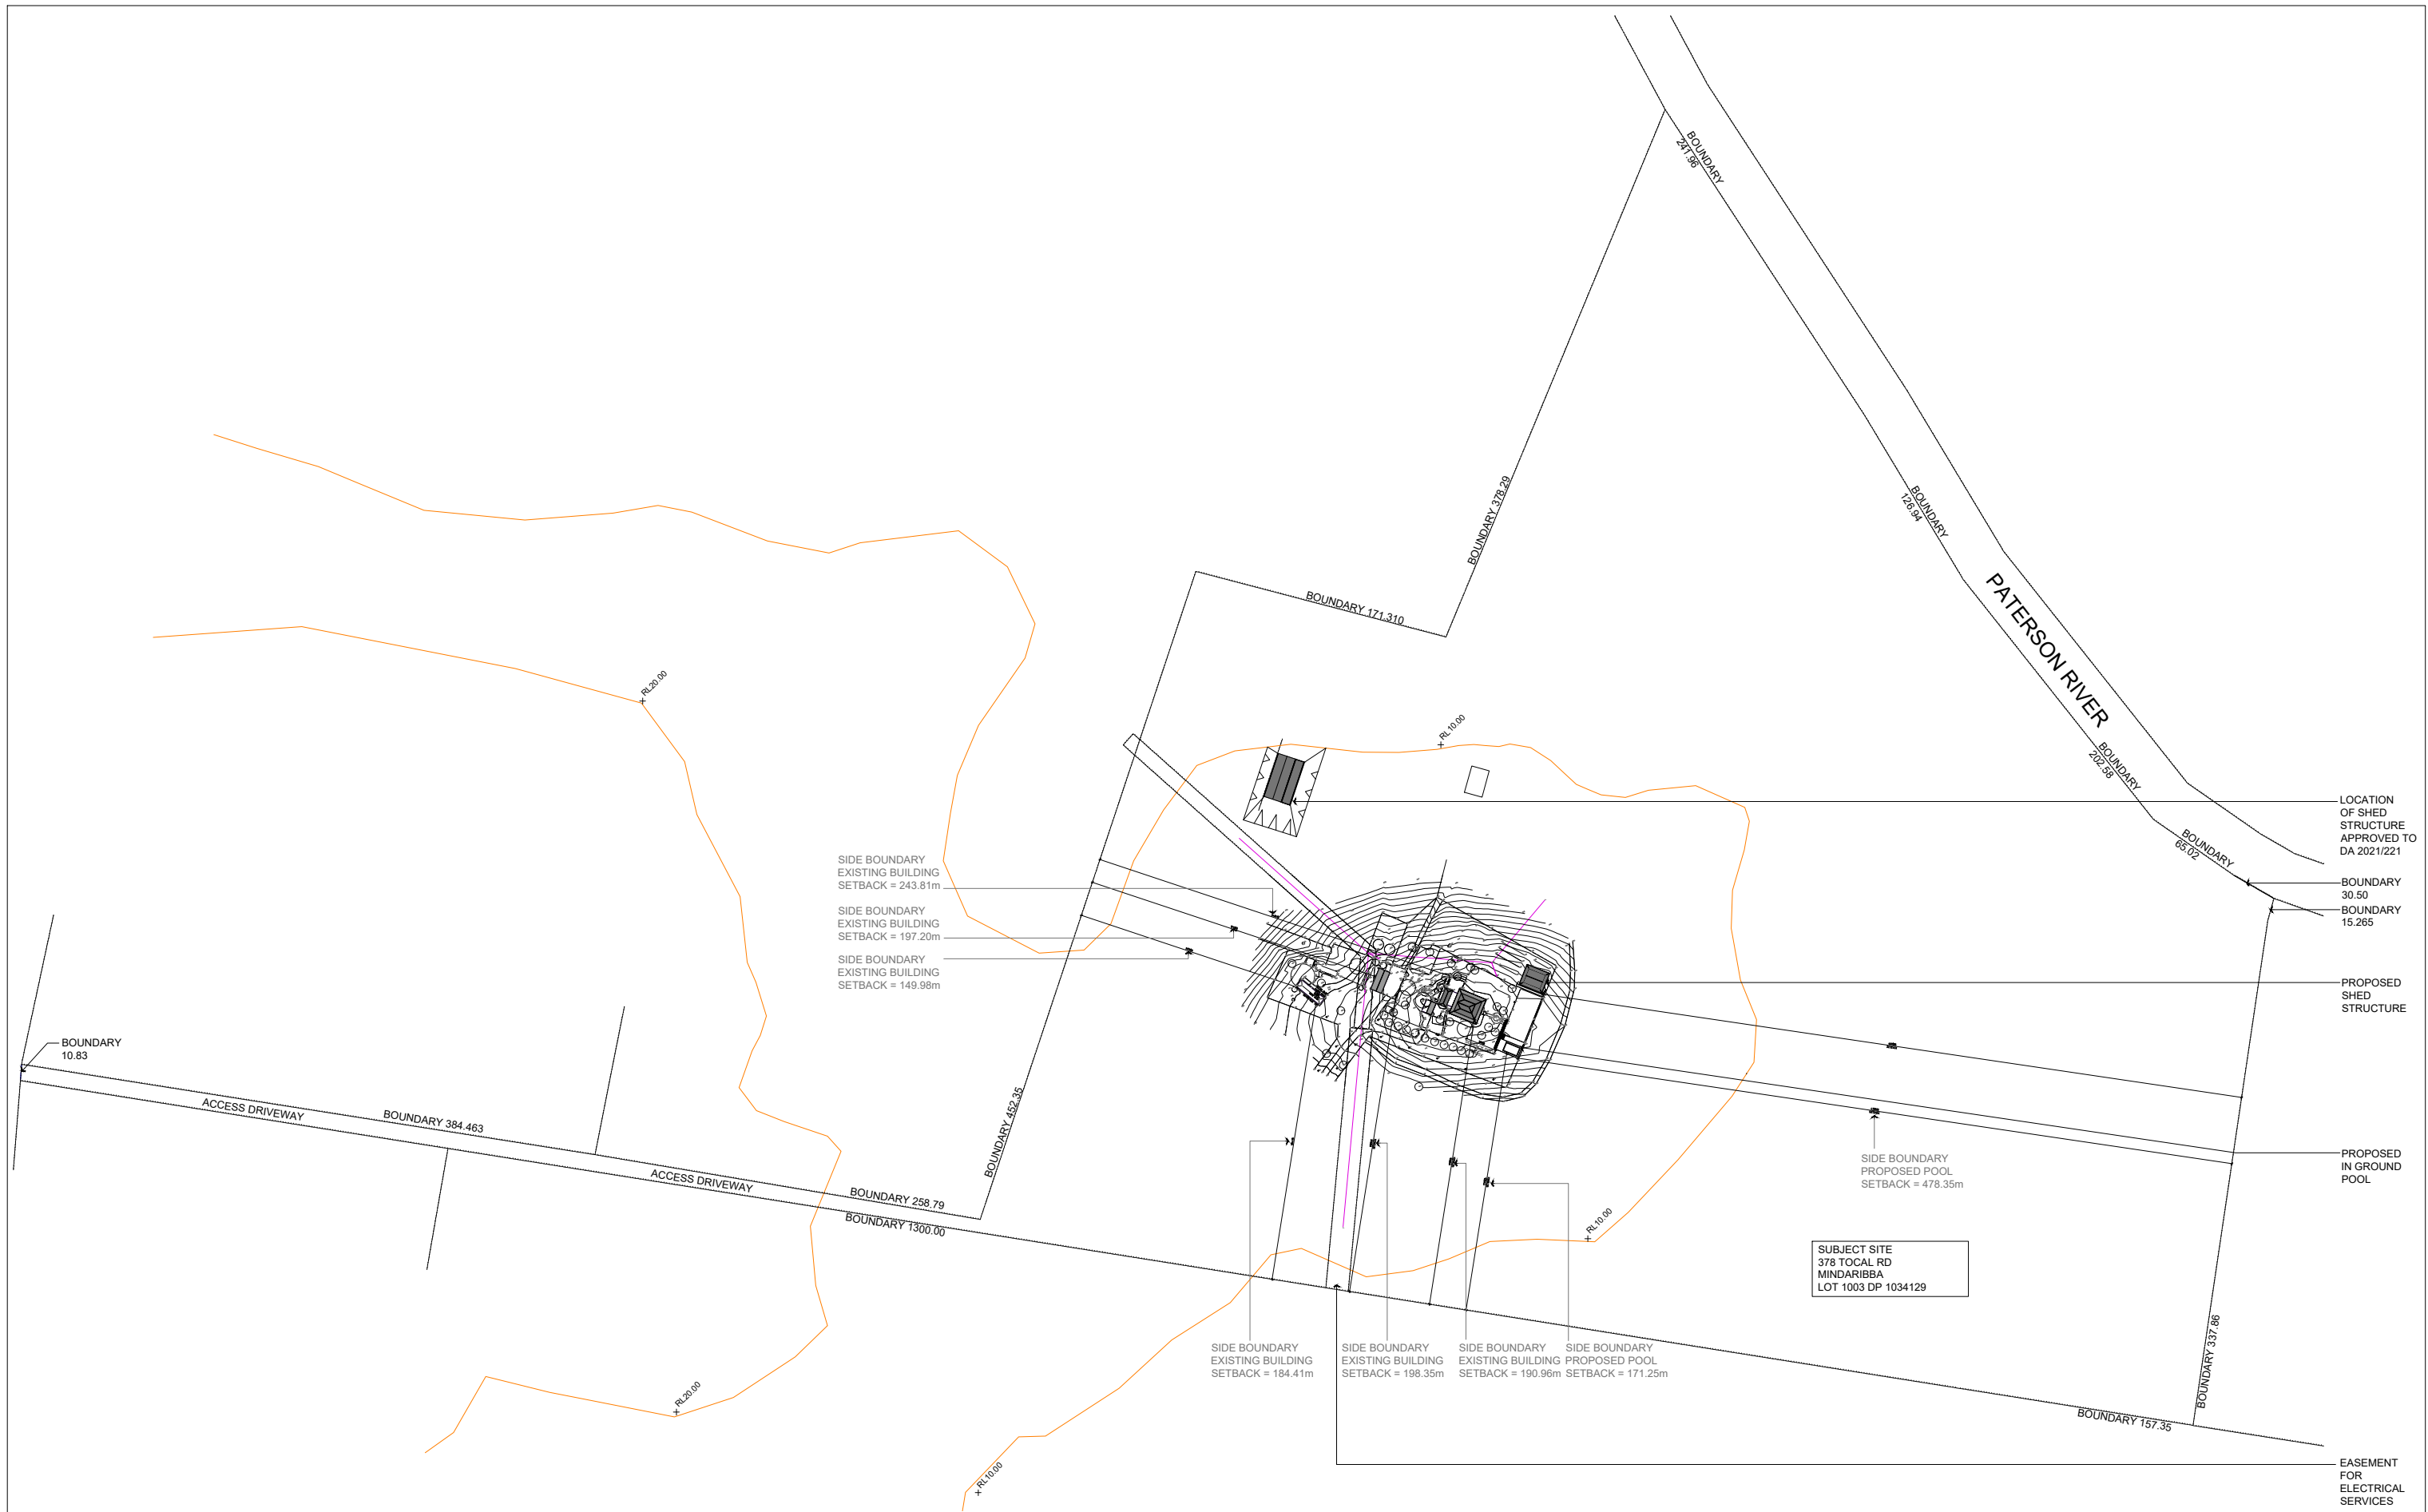 BOUNDARY
241.96
BOUNDARY 378.29
BOUNDARY
126.94
PATERSON RIVER
BOUNDARY 171.310
RL20.00
RL10.00
BOUNDARY
202.58
LOCATION
OF SHED
STRUCTURE
APPROVED TO
DA 2021/221
BOUNDARY
65.02
BOUNDARY
30.50
BOUNDARY
15.265
SIDE BOUNDARY
EXISTING BUILDING
SETBACK = 243.81m
SIDE BOUNDARY
EXISTING BUILDING
SETBACK = 197.20m
SIDE BOUNDARY
EXISTING BUILDING
SETBACK = 149.98m
PROPOSED
SHED
STRUCTURE
BOUNDARY
10.83
ACCESS DRIVEWAY
BOUNDARY 384.463
BOUNDARY 452.35
ACCESS DRIVEWAY
BOUNDARY 258.79
BOUNDARY 1300.00
SIDE BOUNDARY
PROPOSED POOL
SETBACK = 478.35m
PROPOSED
IN GROUND
POOL
RL10.00
SUBJECT SITE
378 TOCAL RD
MINDARIBBA
LOT 1003 DP 1034129
SIDE BOUNDARY
EXISTING BUILDING
SETBACK = 184.41m
SIDE BOUNDARY
EXISTING BUILDING
SETBACK = 198.35m
SIDE BOUNDARY
EXISTING BUILDING
SETBACK = 190.96m
SIDE BOUNDARY
PROPOSED POOL
SETBACK = 171.25m
BOUNDARY 337.86
RL20.00
BOUNDARY 157.35
RL10.00
EASEMENT
FOR
ELECTRICAL
SERVICES